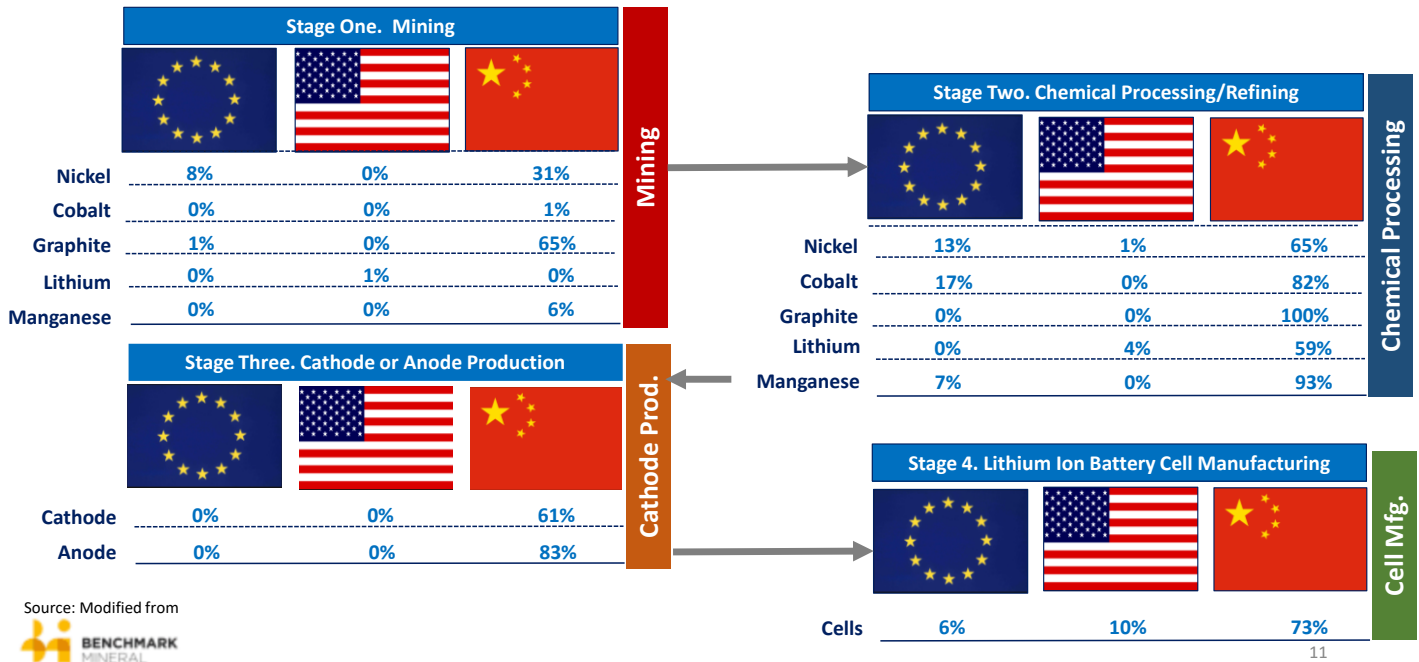 Stage One. Mining
Nickel 8% 0% 31%
Cobalt 0% 0% 1%
Graphite 1% 0% 65%
Lithium 0% 1% 0%
Manganese 0% 0% 6%
Mining
Stage Two. Chemical Processing/Refining
Nickel 13% 1% 65%
Cobalt 17% 0% 82%
Graphite 0% 0% 100%
Lithium 0% 4% 59%
Manganese 7% 0% 93%
Chemical Processing
Stage Three. Cathode or Anode Production
Cathode 0% 0% 61%
Anode 0% 0% 83%
Cathode Prod.
Stage 4. Lithium Ion Battery Cell Manufacturing
Cells 6% 10% 73%
Cell Mfg.
Source: Modified from
BENCHMARK
MINERAL
11